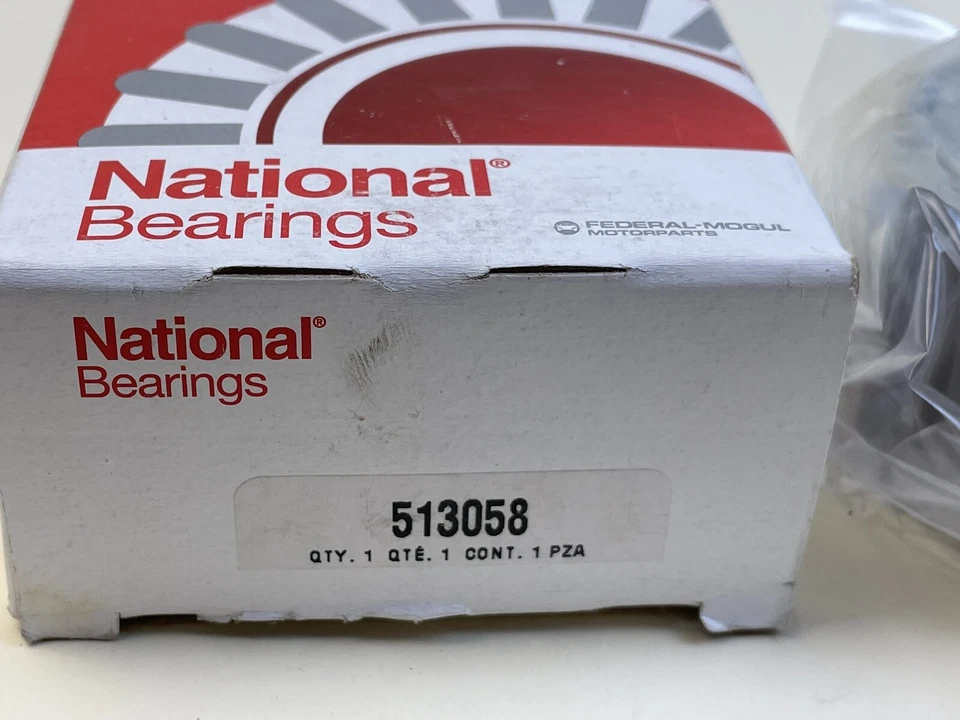 National®
Bearings
FEDERAL-MOGUL
MOTORPARTS
National®
Bearings
513058
QTY. 1 QTÉ. 1 CONT. 1 PZA